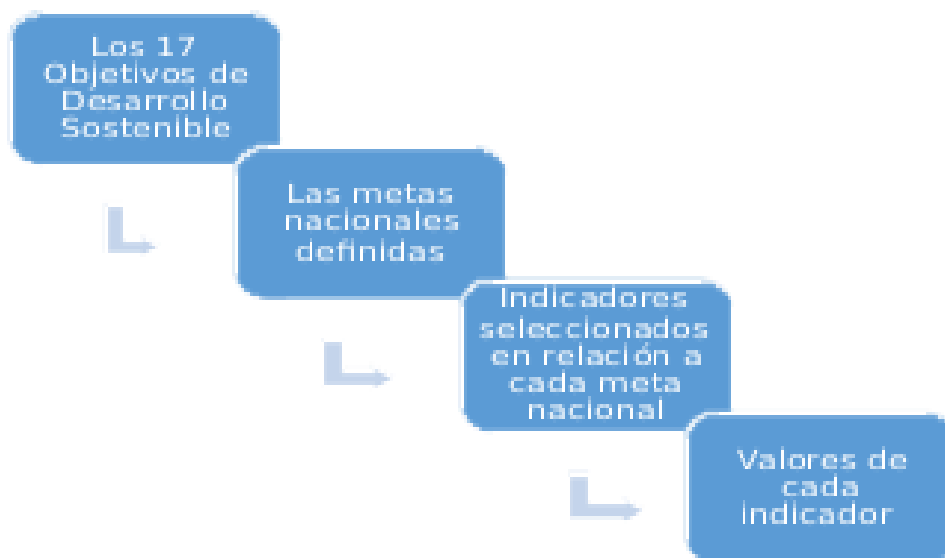 Los 17
Objetivos de
Desarrollo
Sostenible
Las metas
nacionales
definidas
Indicadores
seleccionados
en relación a
cada meta
nacional
Valores de
cada
indicador